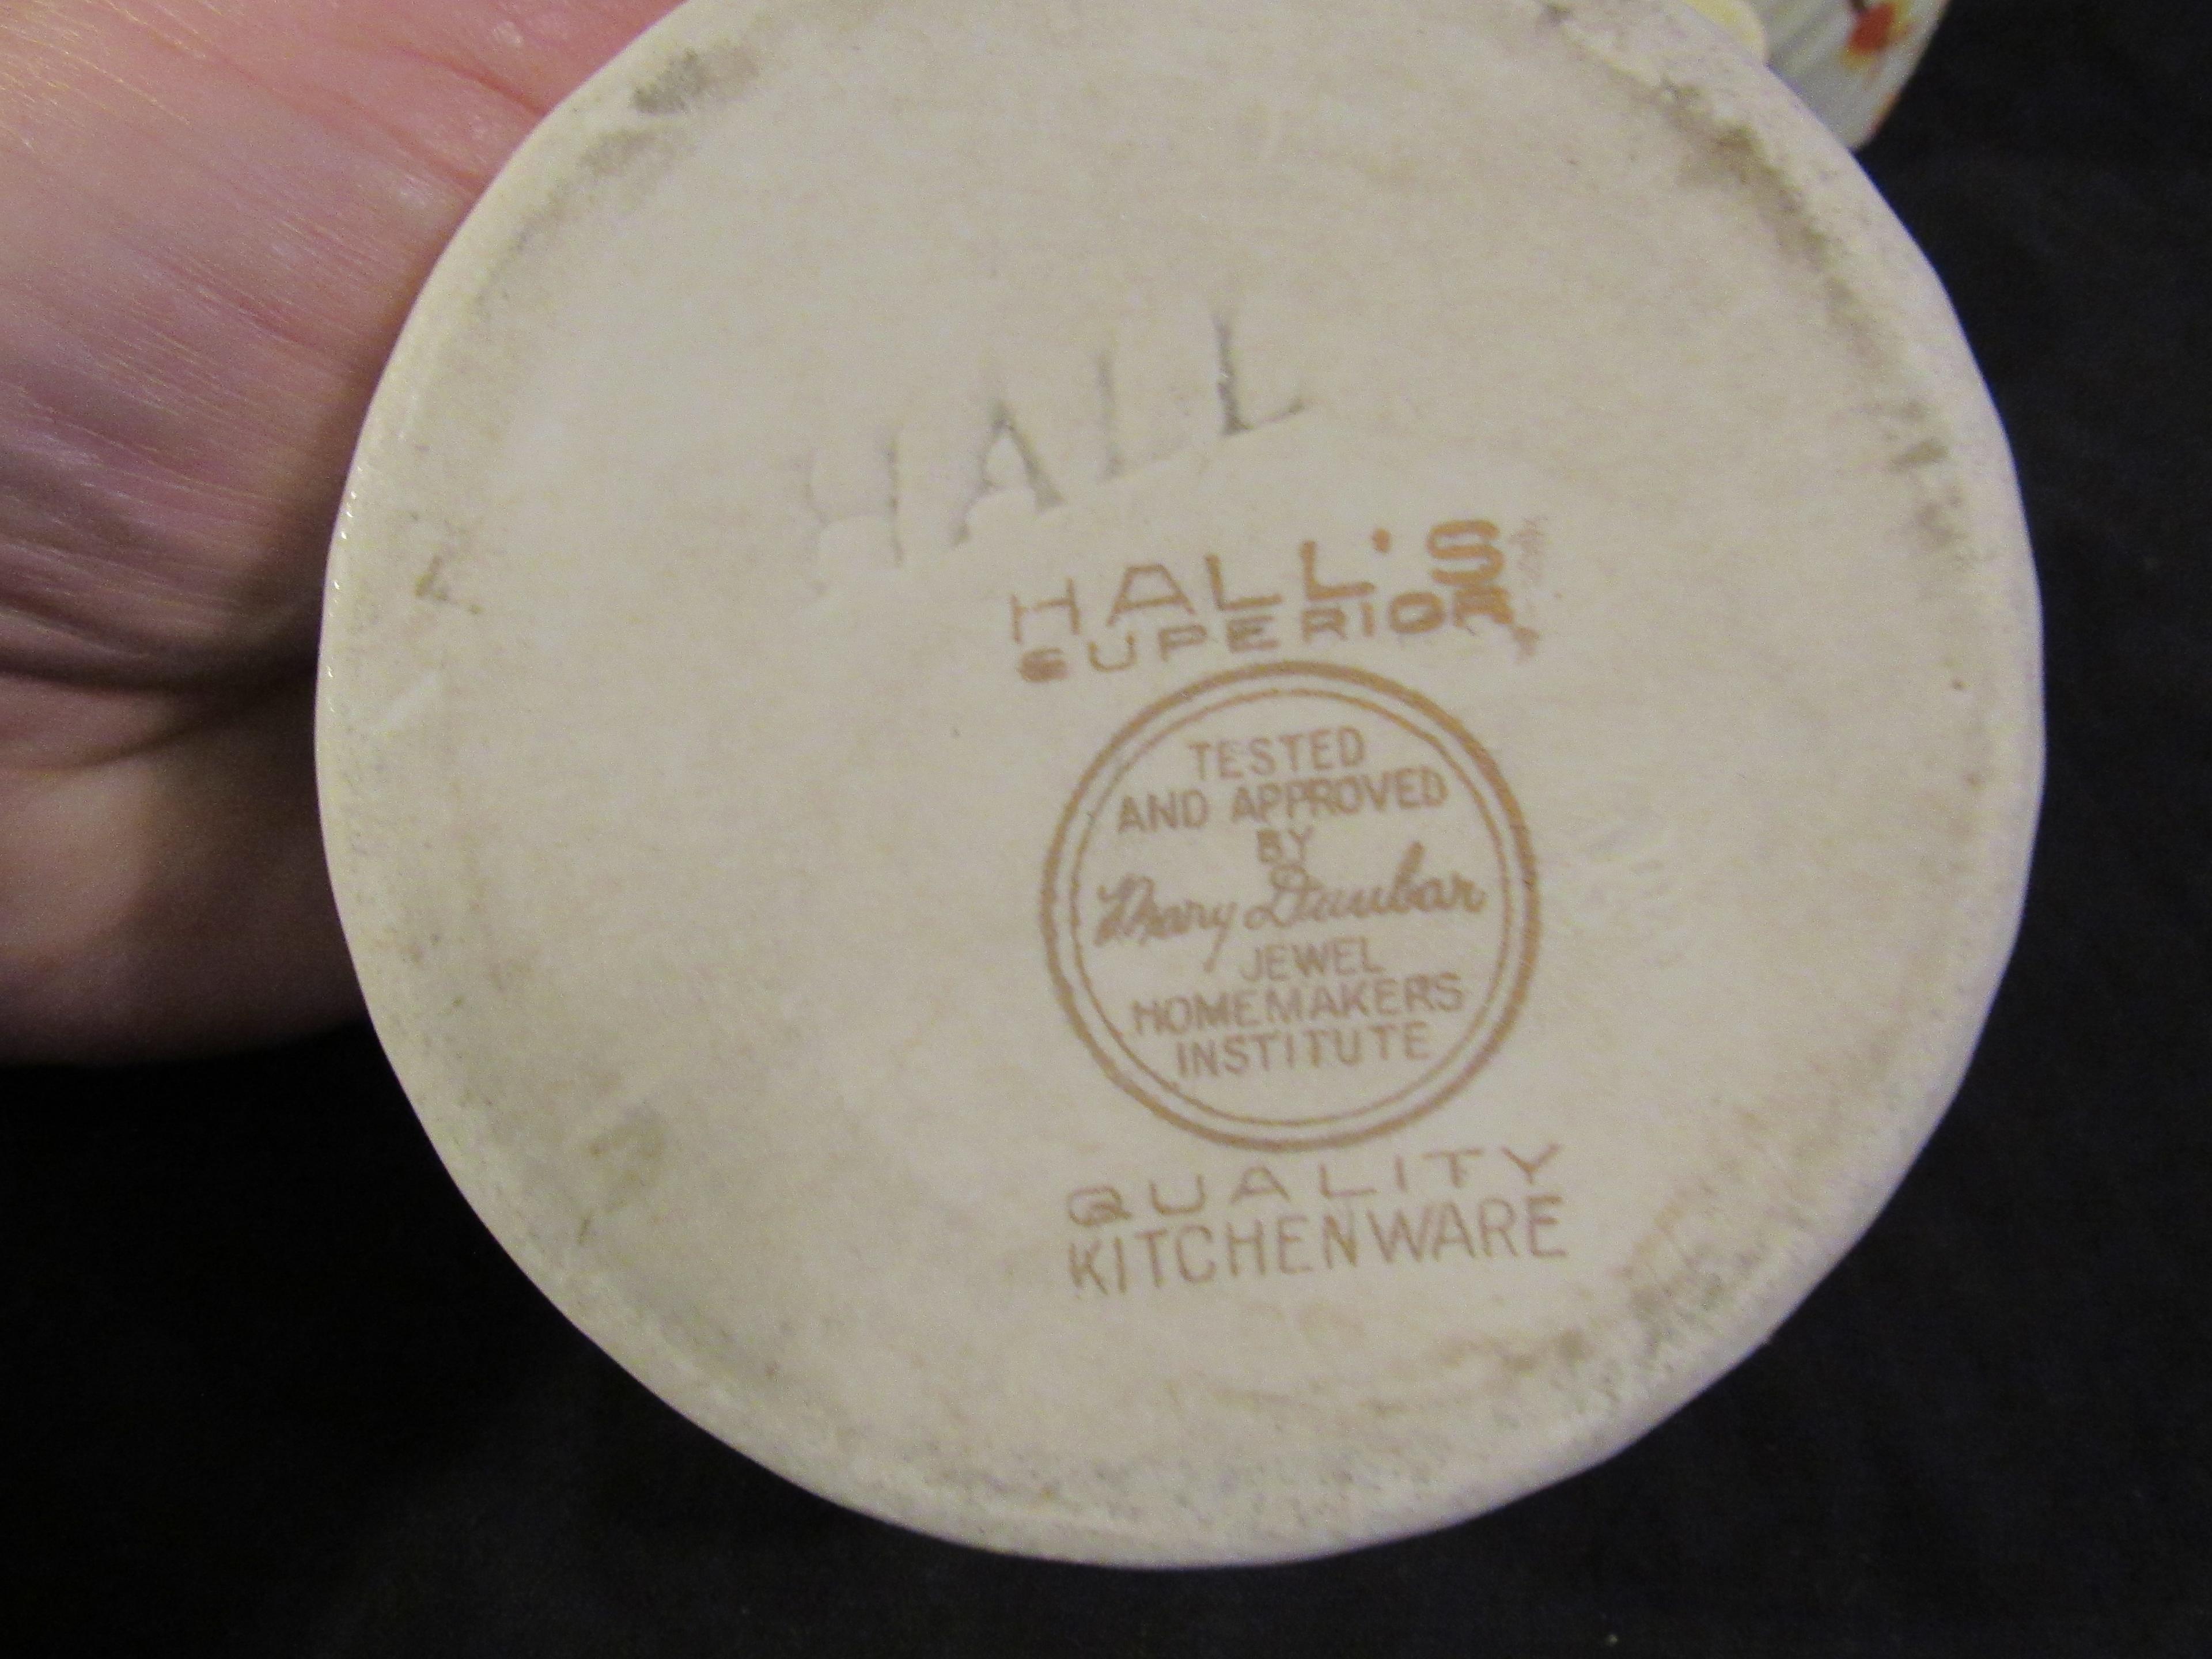 HALL
HALL'S
SUPERIOR
TESTED
AND APPROVED
BY
Mary Dunbar
JEWEL
HOMEMAKERS
INSTITUTE
QUALITY
KITCHENWARE